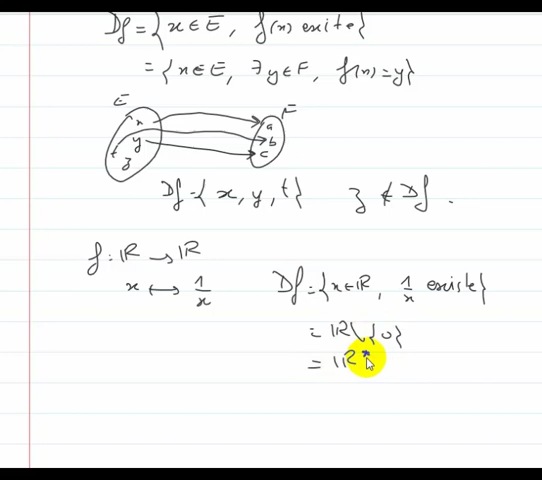 Df = { x ∈ E, f(x) existe }
= { x ∈ E, ∃ y ∈ F, f(x) = y }
E F
x a
t y b
z c
Df = { x, y, t } z ∉ Df .
f : ℝ → ℝ
x ↦ 1/x Df = { x ∈ ℝ, 1/x existe }
= ℝ \ { 0 }
= ℝ*